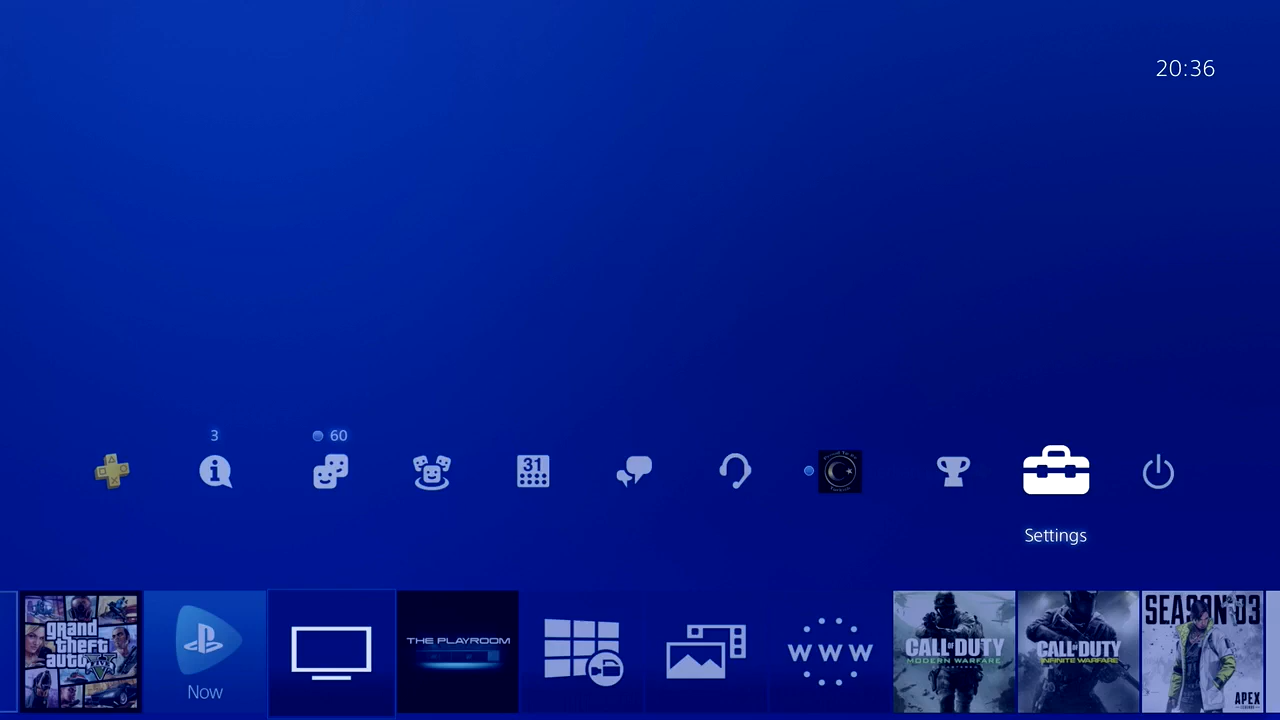 20:36
3
60
31
Settings
grand
theft
auto
V
Now
THE PLAYROOM
WWW
CALL OF DUTY
MODERN WARFARE
REMASTERED
CALL OF DUTY
INFINITE WARFARE
SEASON 03
APEX